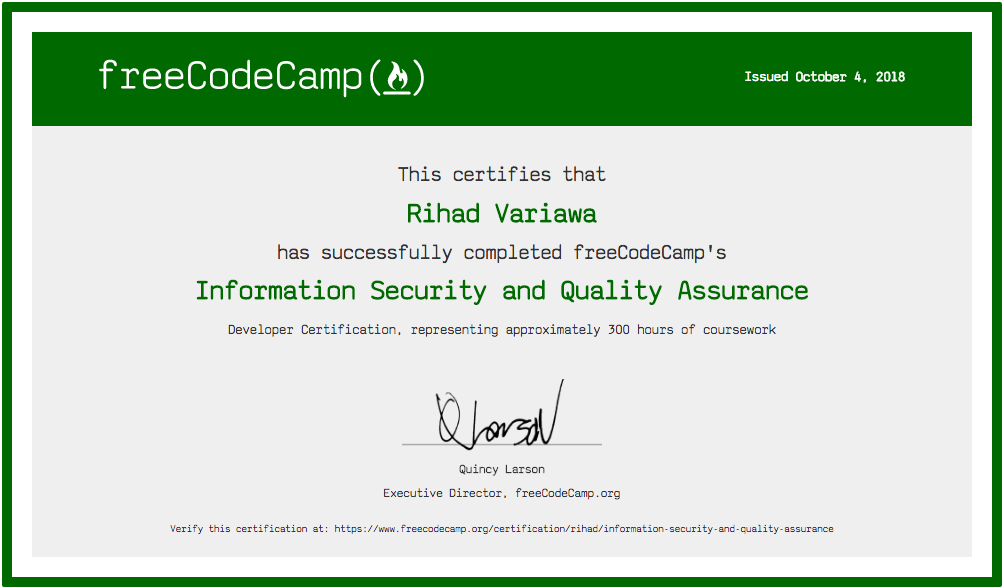 freeCodeCamp(🔥)
Issued October 4, 2018
This certifies that
Rihad Variawa
has successfully completed freeCodeCamp's
Information Security and Quality Assurance
Developer Certification, representing approximately 300 hours of coursework
QLarson
Quincy Larson
Executive Director, freeCodeCamp.org
Verify this certification at: https://www.freecodecamp.org/certification/rihad/information-security-and-quality-assurance